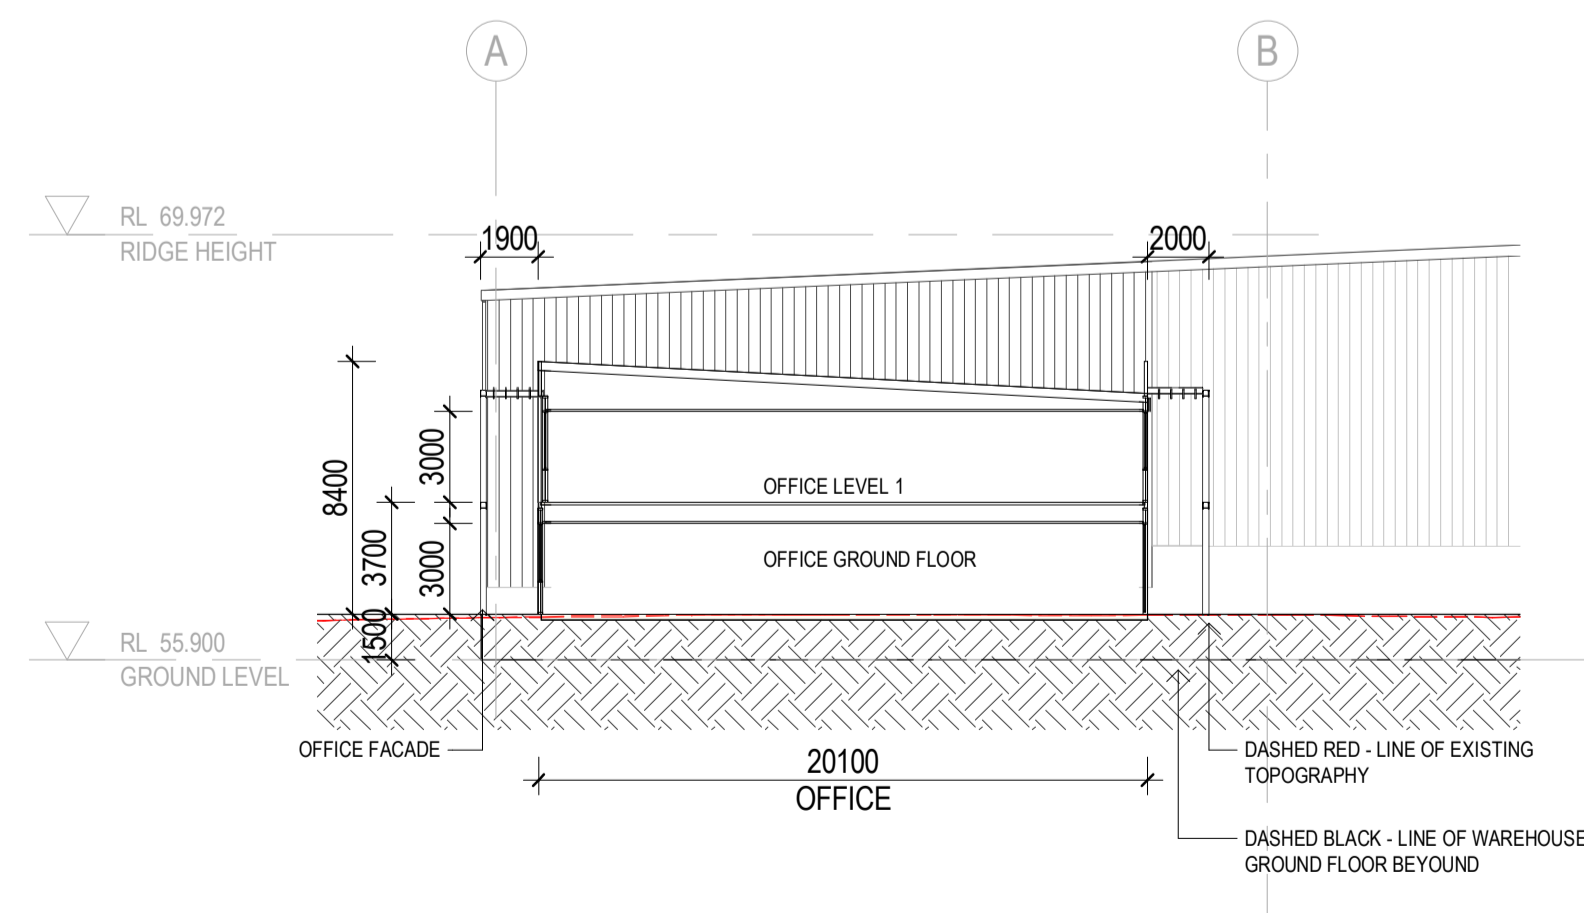 A
B
RL 69.972
RIDGE HEIGHT
1900
2000
8400
3000
3700
3000
1500
OFFICE LEVEL 1
OFFICE GROUND FLOOR
RL 55.900
GROUND LEVEL
OFFICE FACADE
20100
OFFICE
DASHED RED - LINE OF EXISTING
TOPOGRAPHY
DASHED BLACK - LINE OF WAREHOUSE
GROUND FLOOR BEYOUND